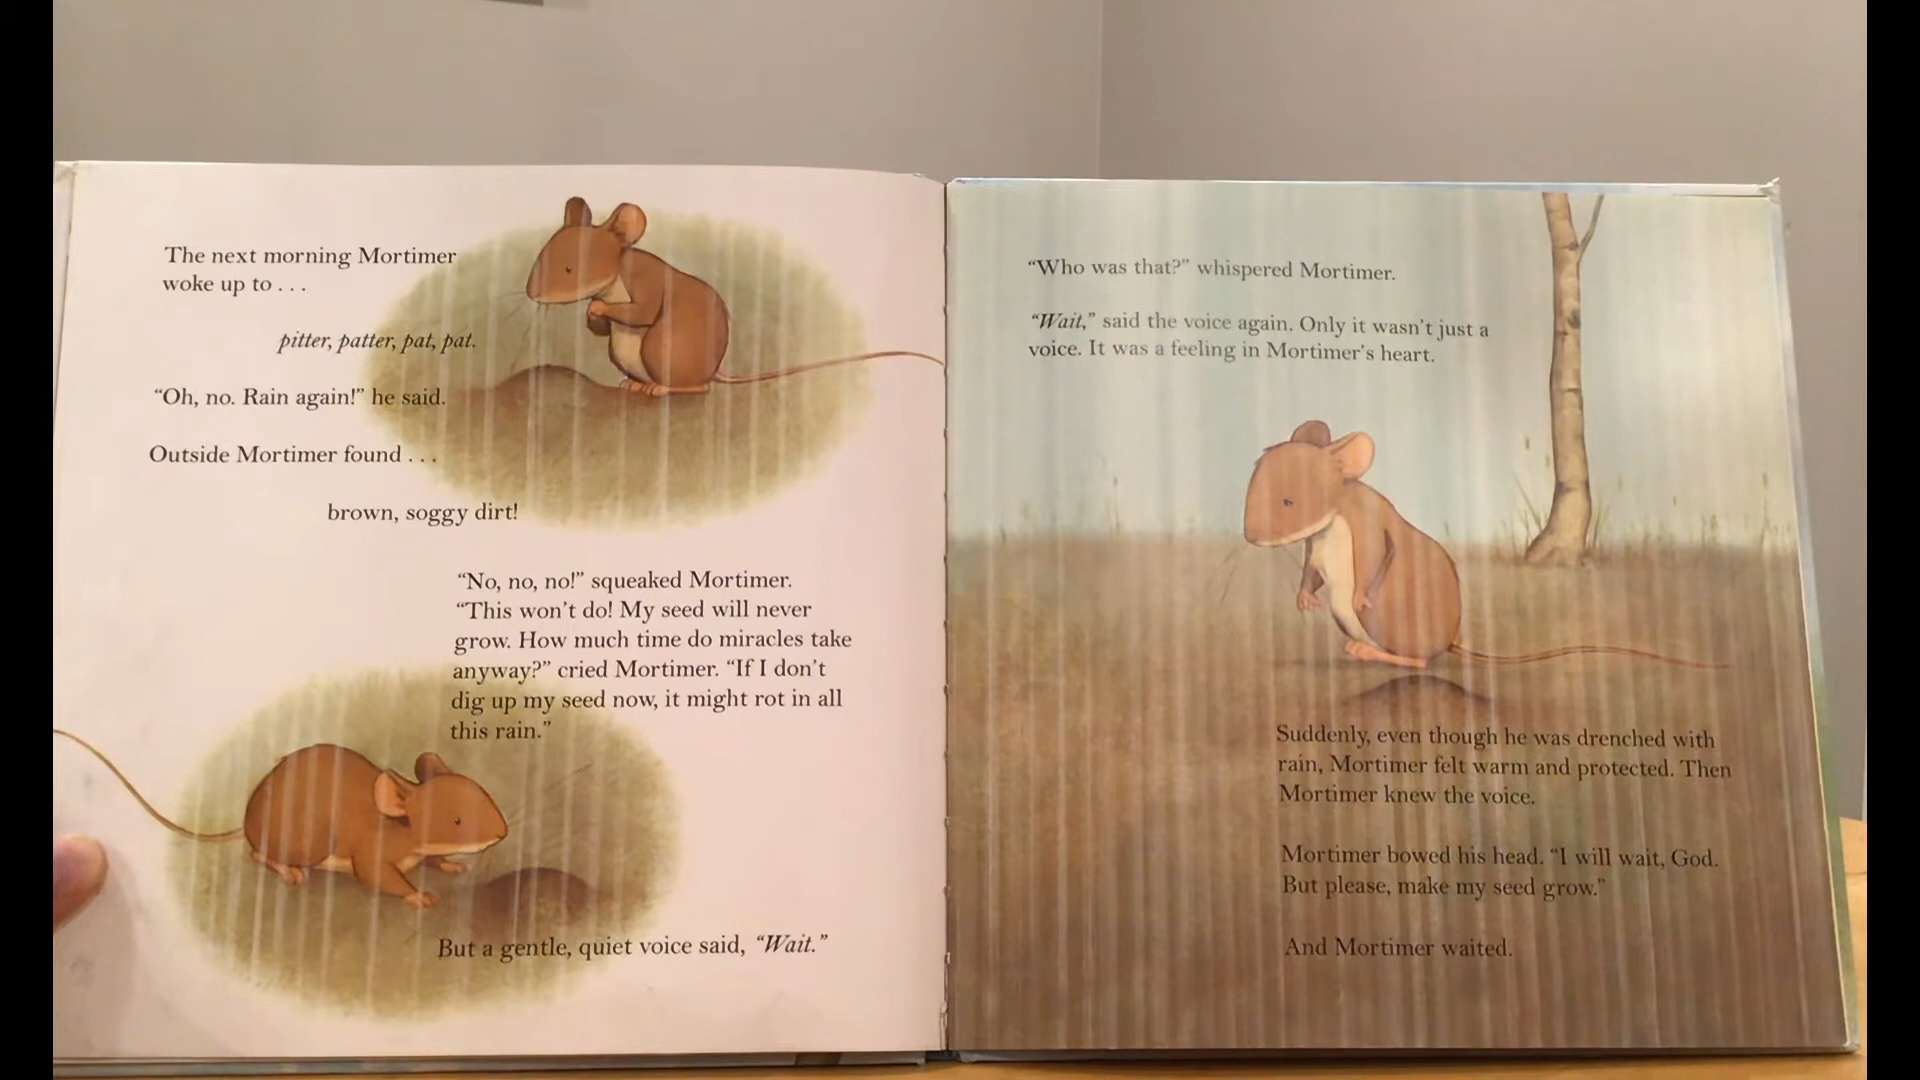 The next morning Mortimer
woke up to . . .
pitter, patter, pat, pat.
“Oh, no. Rain again!” he said.
Outside Mortimer found . . .
brown, soggy dirt!
“No, no, no!” squeaked Mortimer.
“This won’t do! My seed will never
grow. How much time do miracles take
anyway?” cried Mortimer. “If I don’t
dig up my seed now, it might rot in all
this rain.”
But a gentle, quiet voice said, “Wait.”
“Who was that?” whispered Mortimer.
“Wait,” said the voice again. Only it wasn’t just a
voice. It was a feeling in Mortimer’s heart.
Suddenly, even though he was drenched with
rain, Mortimer felt warm and protected. Then
Mortimer knew the voice.
Mortimer bowed his head. “I will wait, God.
But please, make my seed grow.”
And Mortimer waited.